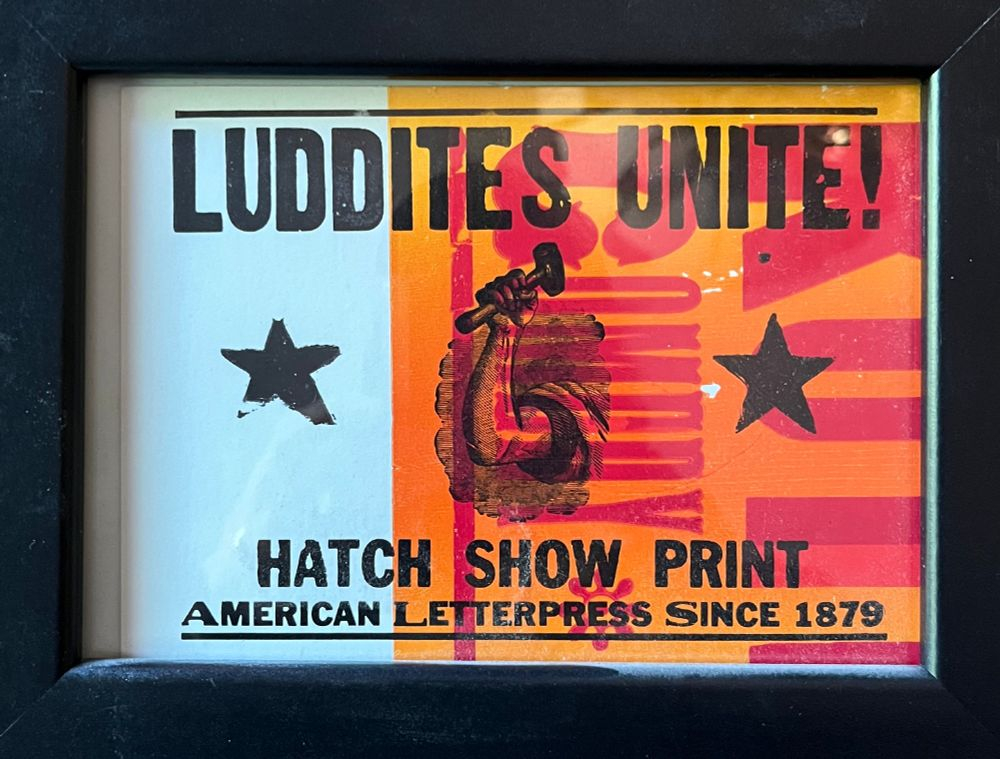 LUDDITES UNITE!
HATCH SHOW PRINT
AMERICAN LETTERPRESS SINCE 1879